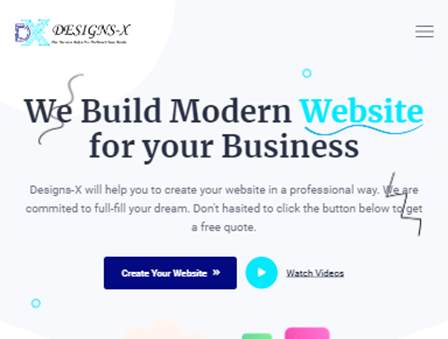 DX DESIGNS-X
We Build Modern Website
for your Business
Designs-X will help you to create your website in a professional way. We are
commited to full-fill your dream. Don't hasited to click the button below to get
a free quote.
Create Your Website »
Watch Videos